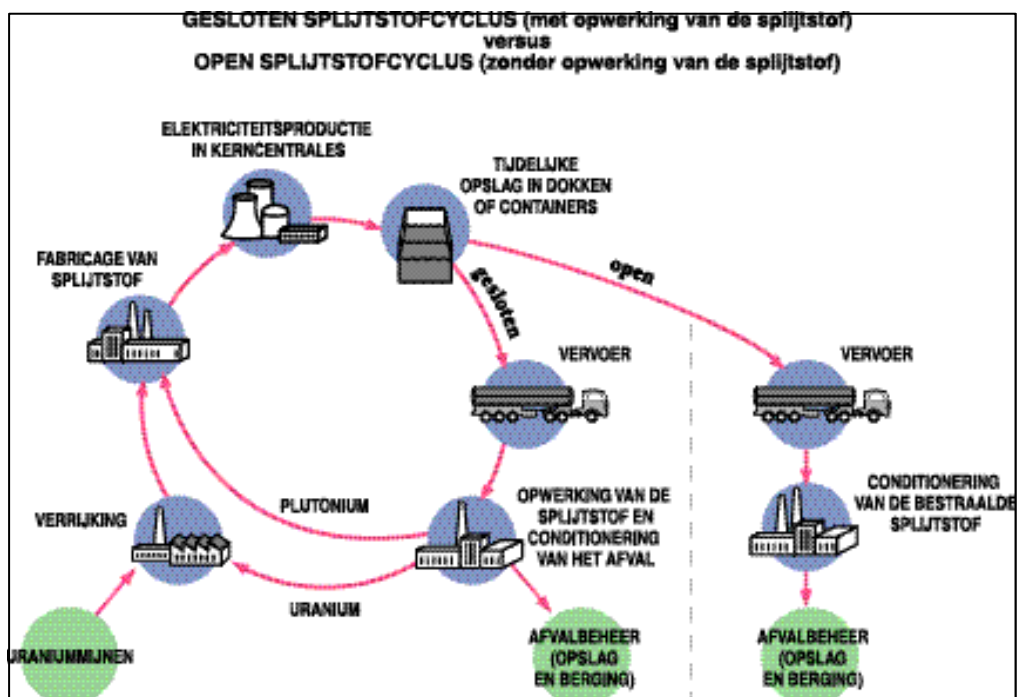 GESLOTEN SPLIJTSTOFCYCLUS (met opwerking van de splijtstof)
versus
OPEN SPLIJTSTOFCYCLUS (zonder opwerking van de splijtstof)
ELEKTRICITEITSPRODUCTIE
IN KERNCENTRALES
TIJDELIJKE
OPSLAG IN DOKKEN
OF CONTAINERS
FABRICAGE VAN
SPLIJTSTOF
gesloten
open
VERVOER
VERVOER
VERRIJKING
PLUTONIUM
OPWERKING VAN DE
SPLIJTSTOF EN
CONDITIONERING
VAN HET AFVAL
CONDITIONERING
VAN DE BESTRAALDE
SPLIJTSTOF
URANIUM
URANIUMMIJNEN
AFVALBEHEER
(OPSLAG
EN BERGING)
AFVALBEHEER
(OPSLAG
EN BERGING)